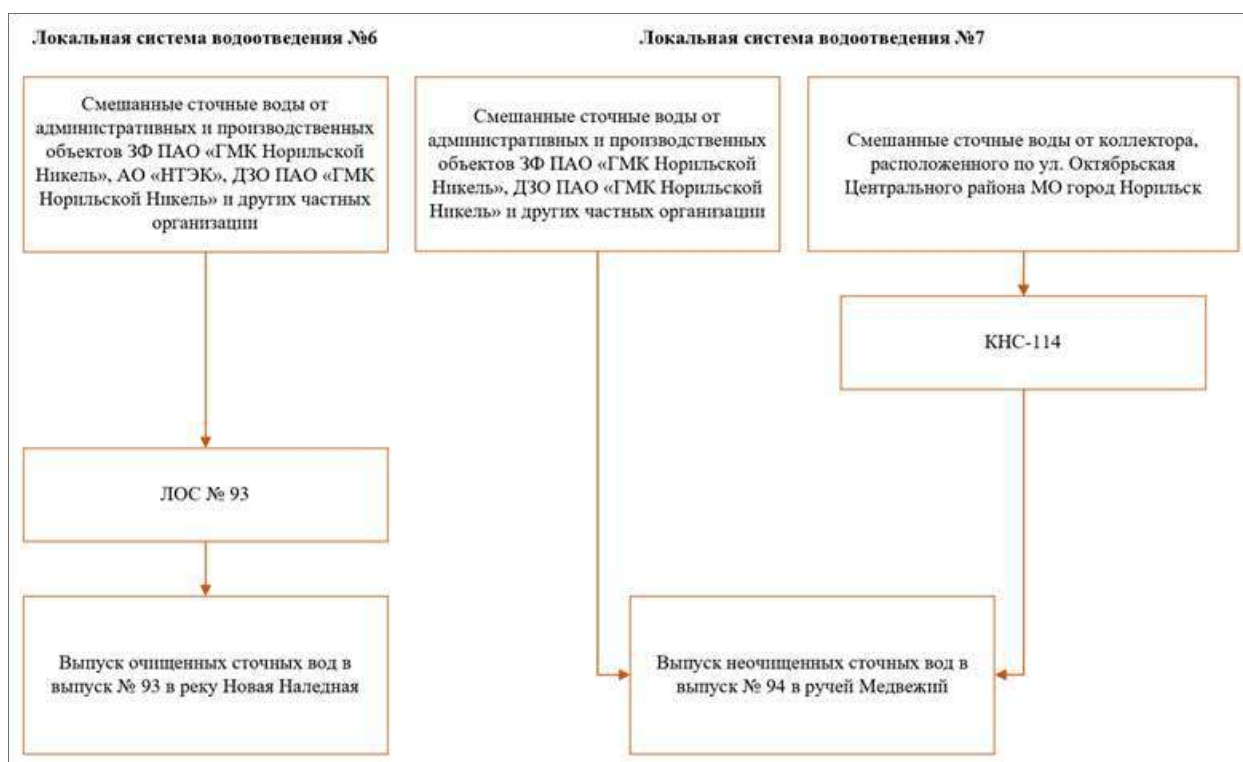 Локальная система водоотведения №6
Локальная система водоотведения №7
Смешанные сточные воды от
административных и производственных
объектов ЗФ ПАО «ГМК Норильской
Никель», АО «НТЭК», ДЗО ПАО «ГМК
Норильской Никель» и других частных
организации
Смешанные сточные воды от
административных и производственных
объектов ЗФ ПАО «ГМК Норильской
Никель», ДЗО ПАО «ГМК Норильской
Никель» и других частных организации
Смешанные сточные воды от коллектора,
расположенного по ул. Октябрьская
Центрального района МО город Норильск
КНС-114
ЛОС № 93
Выпуск очищенных сточных вод в
выпуск № 93 в реку Новая Наледная
Выпуск неочищенных сточных вод в
выпуск № 94 в ручей Медвежий